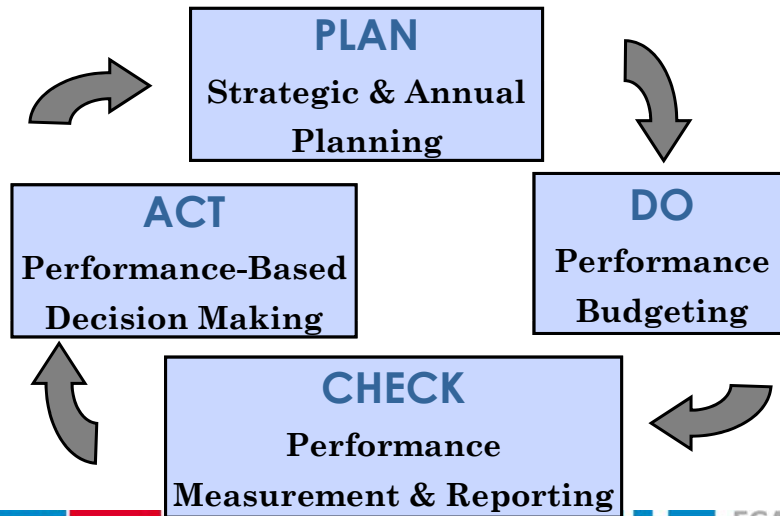 PLAN
Strategic & Annual
Planning
DO
Performance
Budgeting
CHECK
Performance
Measurement & Reporting
ACT
Performance-Based
Decision Making